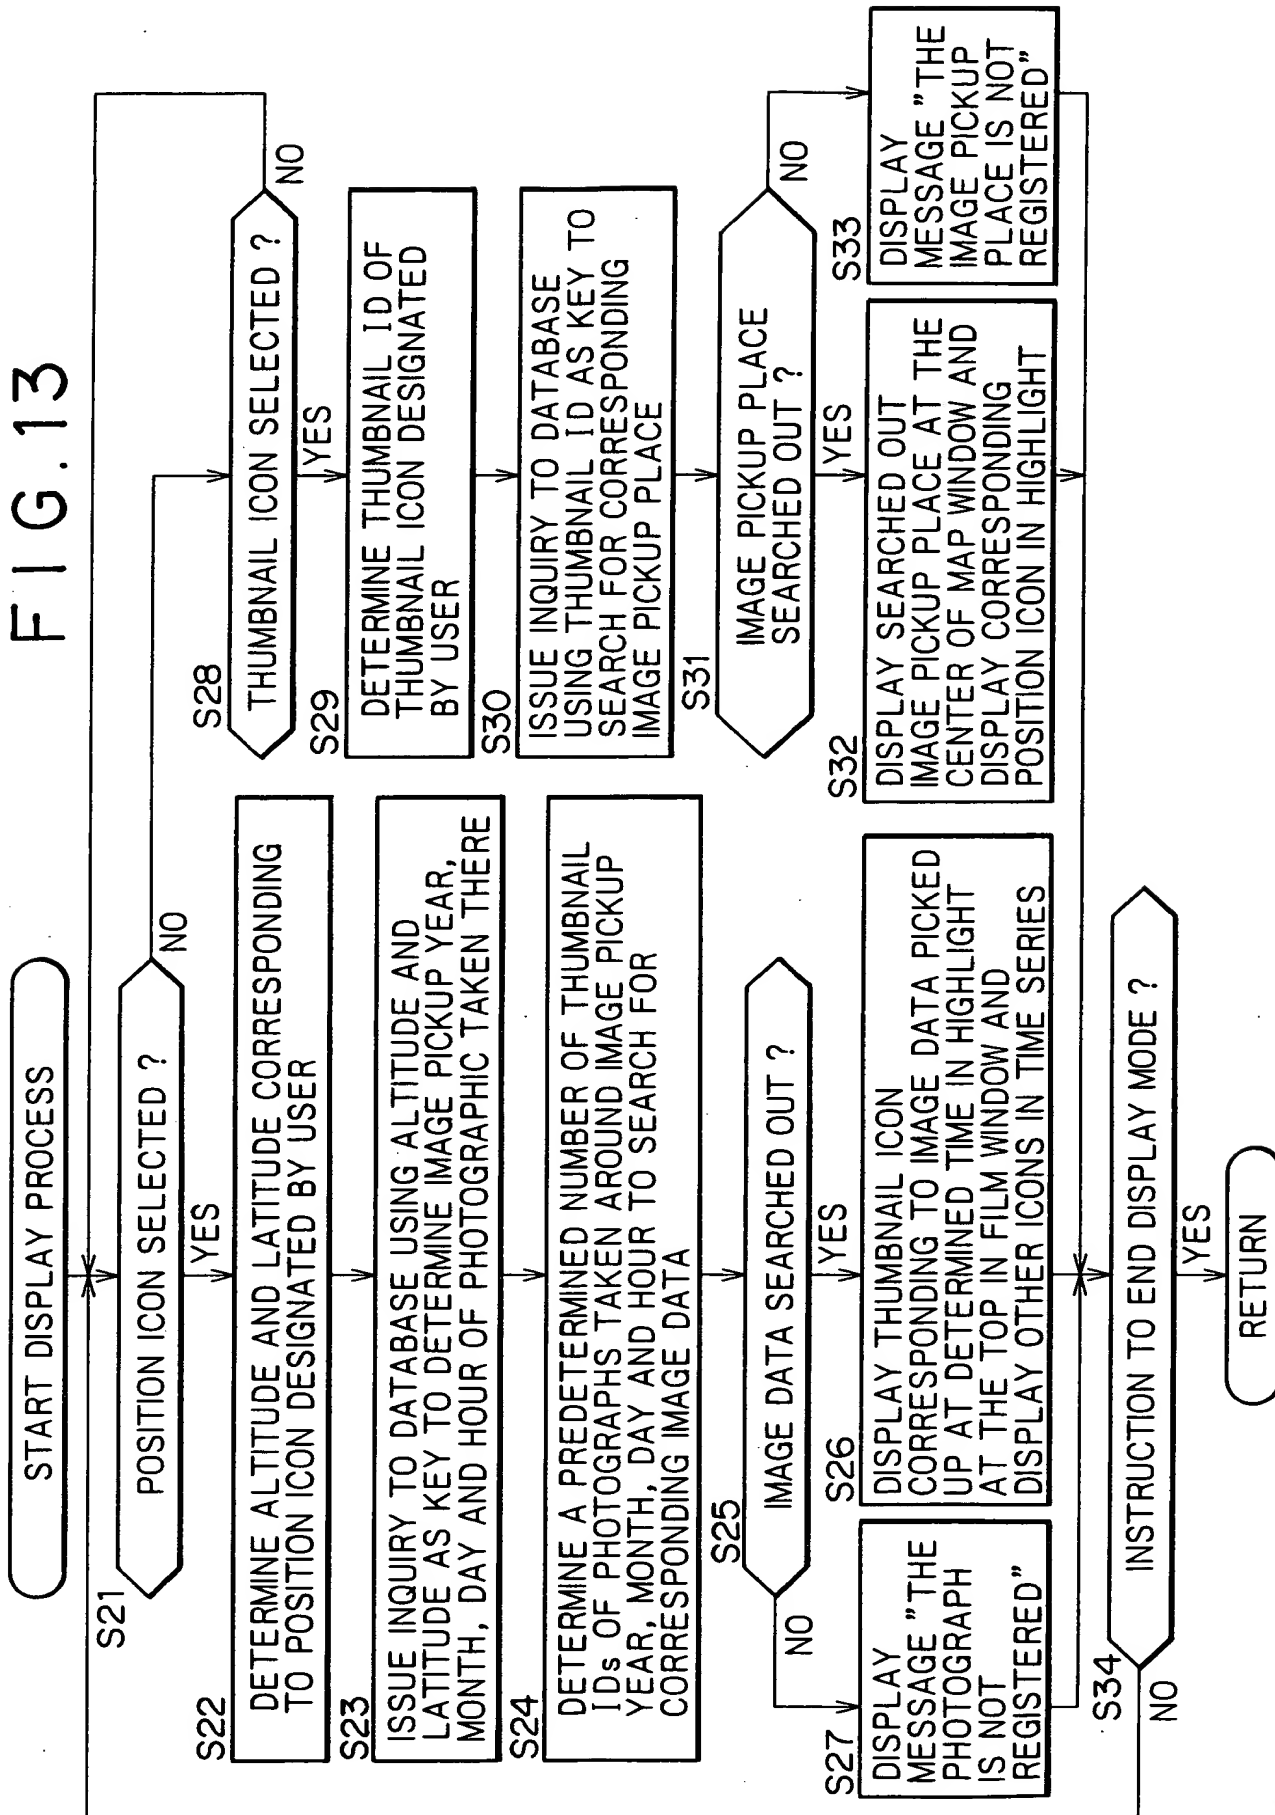 FIG.13
START DISPLAY PROCESS
S21
POSITION ICON SELECTED ?
NO
YES
S22
DETERMINE ALTITUDE AND LATITUDE CORRESPONDING
TO POSITION ICON DESIGNATED BY USER
S23
ISSUE INQUIRY TO DATABASE USING ALTITUDE AND
LATITUDE AS KEY TO DETERMINE IMAGE PICKUP YEAR,
MONTH, DAY AND HOUR OF PHOTOGRAPHIC TAKEN THERE
S24
DETERMINE A PREDETERMINED NUMBER OF THUMBNAIL
IDs OF PHOTOGRAPHS TAKEN AROUND IMAGE PICKUP
YEAR, MONTH, DAY AND HOUR TO SEARCH FOR
CORRESPONDING IMAGE DATA
S25
IMAGE DATA SEARCHED OUT ?
NO
YES
S26
DISPLAY THUMBNAIL ICON
CORRESPONDING TO IMAGE DATA PICKED
UP AT DETERMINED TIME IN HIGHLIGHT
AT THE TOP IN FILM WINDOW AND
DISPLAY OTHER ICONS IN TIME SERIES
S27
DISPLAY
MESSAGE "THE
PHOTOGRAPH
IS NOT
REGISTERED"
S28
THUMBNAIL ICON SELECTED ?
NO
YES
S29
DETERMINE THUMBNAIL ID OF
THUMBNAIL ICON DESIGNATED
BY USER
S30
ISSUE INQUIRY TO DATABASE
USING THUMBNAIL ID AS KEY TO
SEARCH FOR CORRESPONDING
IMAGE PICKUP PLACE
S31
IMAGE PICKUP PLACE
SEARCHED OUT ?
NO
YES
S32
DISPLAY SEARCHED OUT
IMAGE PICKUP PLACE AT THE
CENTER OF MAP WINDOW AND
DISPLAY CORRESPONDING
POSITION ICON IN HIGHLIGHT
S33
DISPLAY
MESSAGE "THE
IMAGE PICKUP
PLACE IS NOT
REGISTERED"
S34
INSTRUCTION TO END DISPLAY MODE ?
NO
YES
RETURN